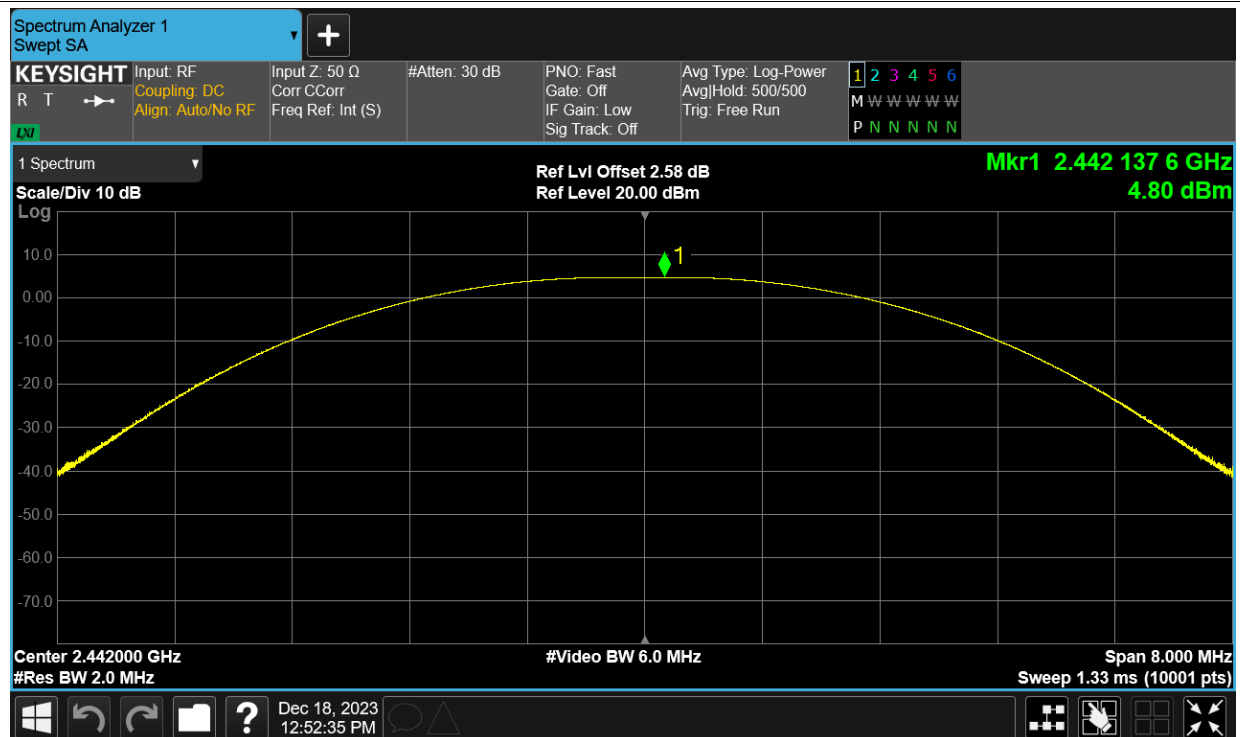 Spectrum Analyzer 1
Swept SA
+
KEYSIGHT
R T
LXI
Input: RF
Coupling: DC
Align: Auto/No RF
Input Z: 50 Ω
Corr CCorr
Freq Ref: Int (S)
#Atten: 30 dB
PNO: Fast
Gate: Off
IF Gain: Low
Sig Track: Off
Avg Type: Log-Power
Avg|Hold: 500/500
Trig: Free Run
1 2 3 4 5 6
M W W W W W
P N N N N N
1 Spectrum
Scale/Div 10 dB
Log
Ref Lvl Offset 2.58 dB
Ref Level 20.00 dBm
Mkr1 2.442 137 6 GHz
4.80 dBm
1
10.0
0.00
-10.0
-20.0
-30.0
-40.0
-50.0
-60.0
-70.0
Center 2.442000 GHz
#Res BW 2.0 MHz
#Video BW 6.0 MHz
Span 8.000 MHz
Sweep 1.33 ms (10001 pts)
?
Dec 18, 2023
12:52:35 PM